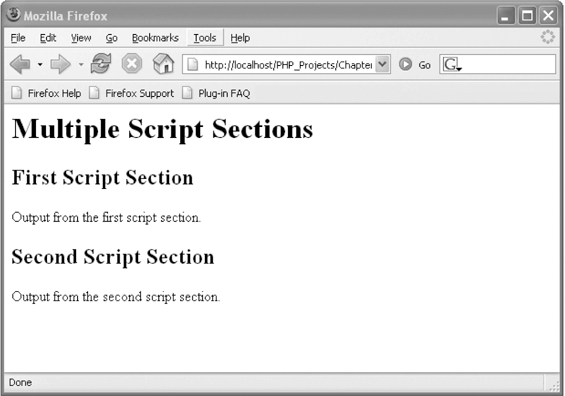 Mozilla Firefox
File Edit View Go Bookmarks Tools Help
http://localhost/PHP_Projects/Chapter Go G
Firefox Help Firefox Support Plug-in FAQ
Multiple Script Sections
First Script Section
Output from the first script section.
Second Script Section
Output from the second script section.
Done